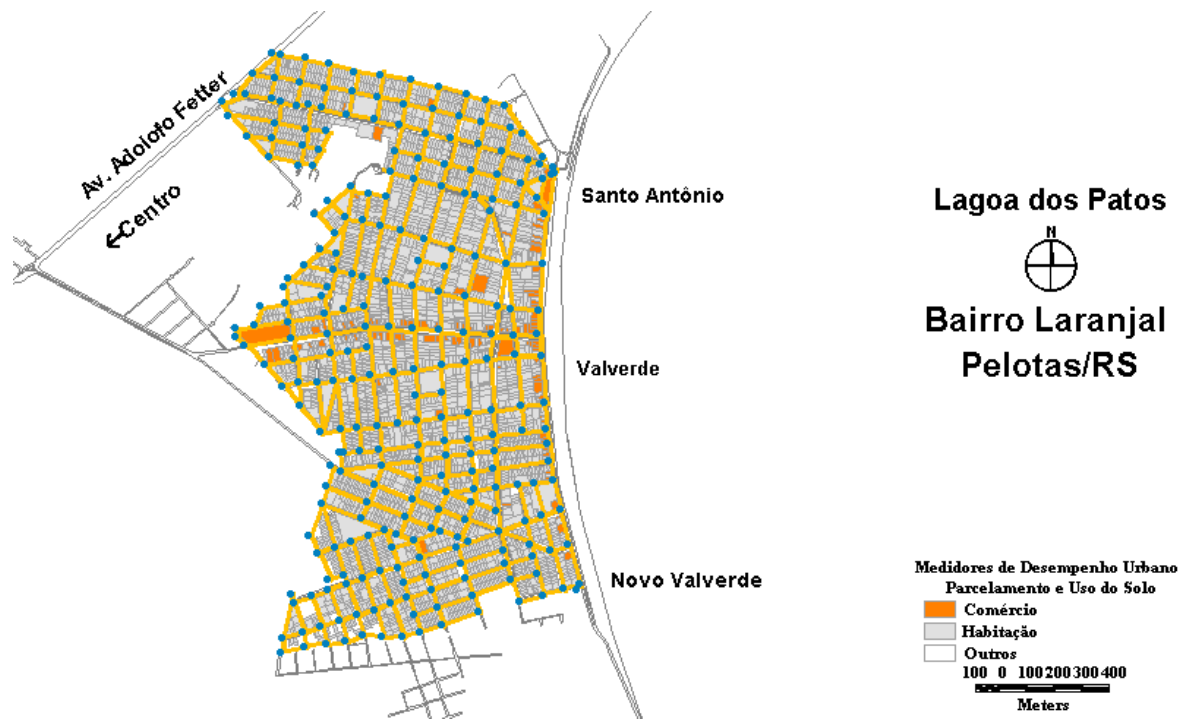 Av. Adolofo Fetter
←Centro
Santo Antônio
Valverde
Novo Valverde
Lagoa dos Patos
N
Bairro Laranjal
Pelotas/RS
Medidores de Desempenho Urbano
Parcelamento e Uso do Solo
Comércio
Habitação
Outros
100 0 100 200 300 400
Meters